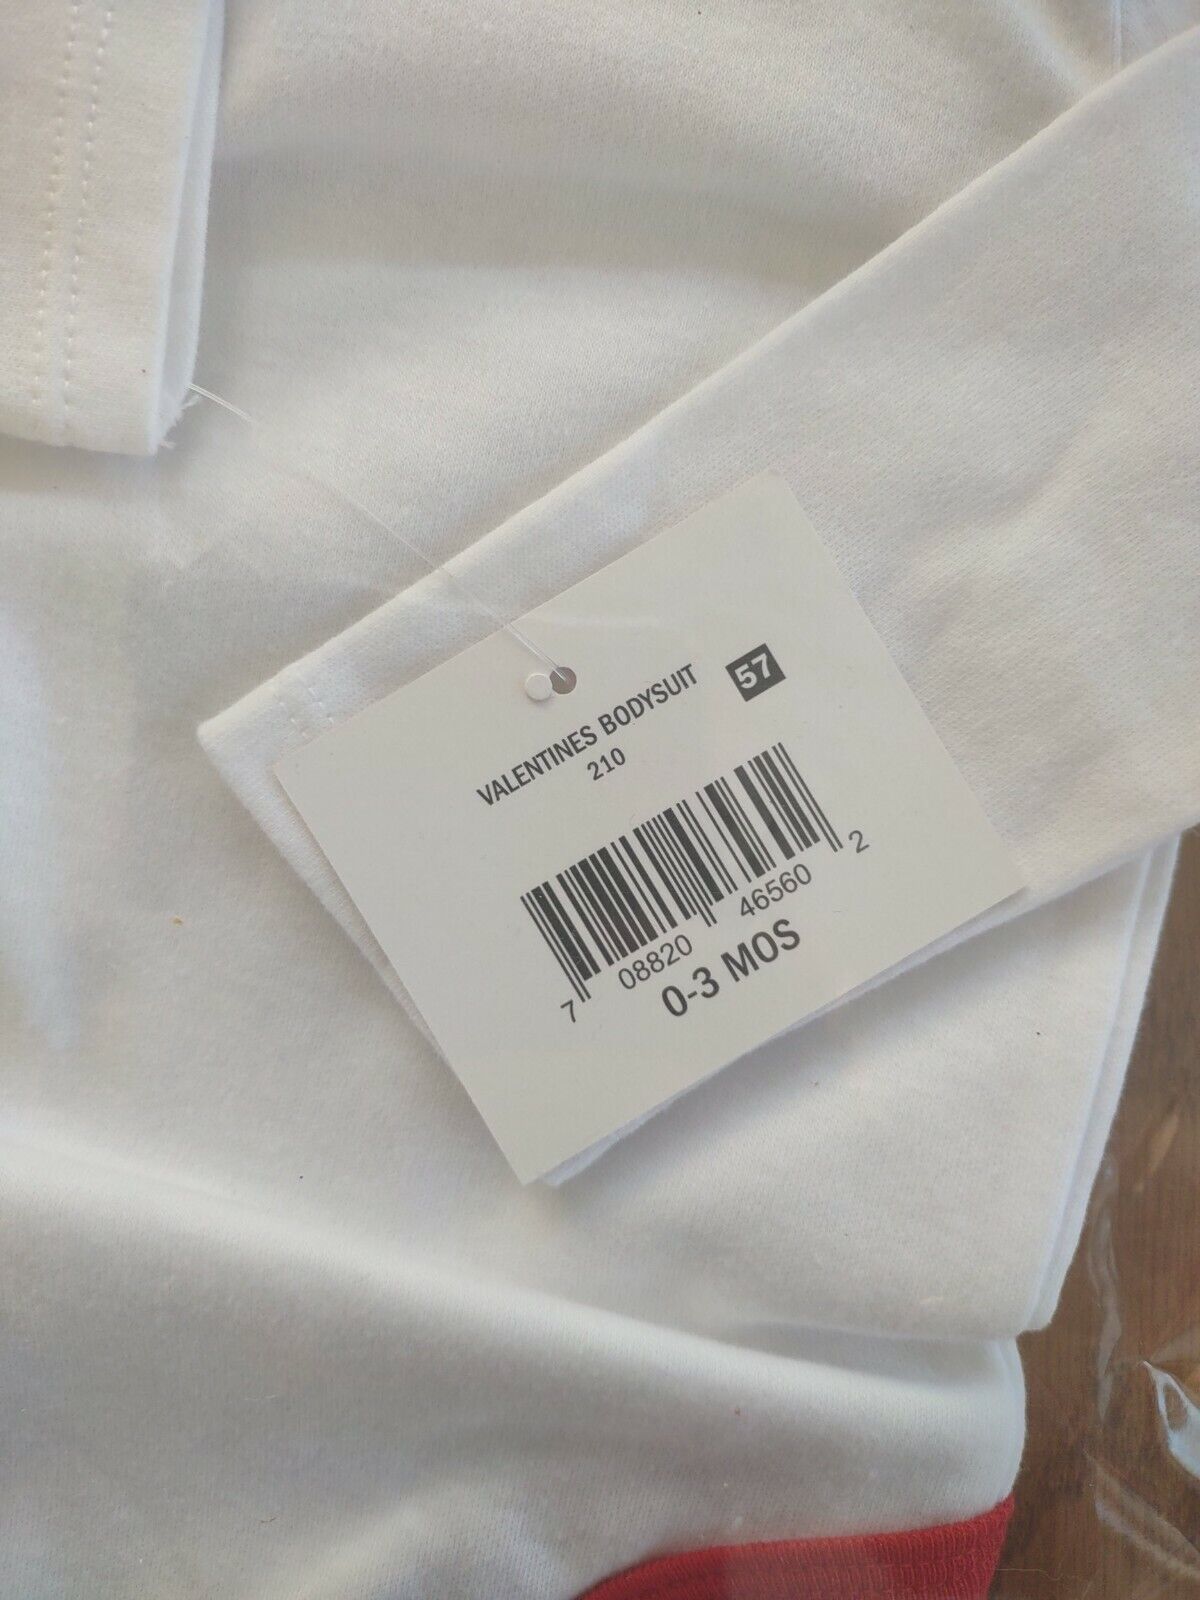 VALENTINES BODYSUIT 57
210
7 08820 46560 2
0-3 MOS